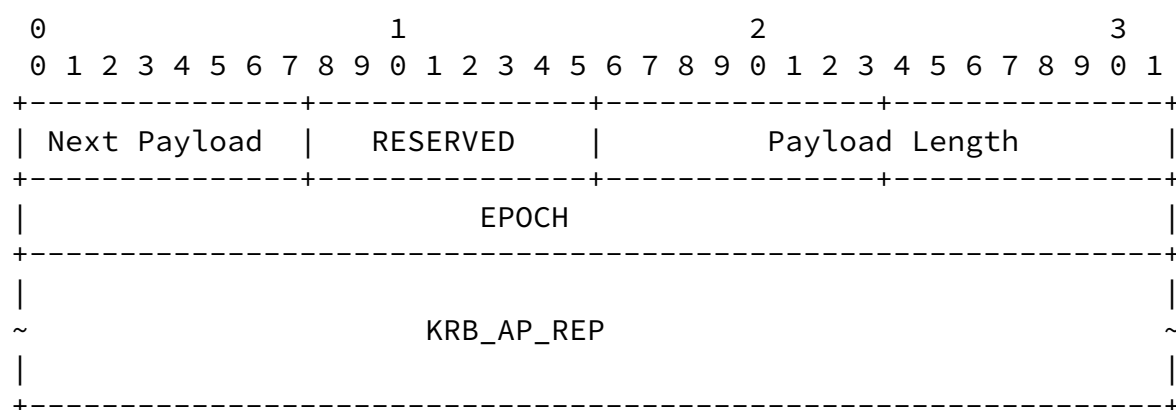 0                   1                   2                   3
0 1 2 3 4 5 6 7 8 9 0 1 2 3 4 5 6 7 8 9 0 1 2 3 4 5 6 7 8 9 0 1
+---------------+---------------+---------------+---------------+
| Next Payload  |   RESERVED    |         Payload Length        |
+---------------+---------------+---------------+---------------+
|                         EPOCH                                 |
+---------------------------------------------------------------+
|                                                               |
~                      KRB_AP_REP                               ~
|                                                               |
+---------------------------------------------------------------+